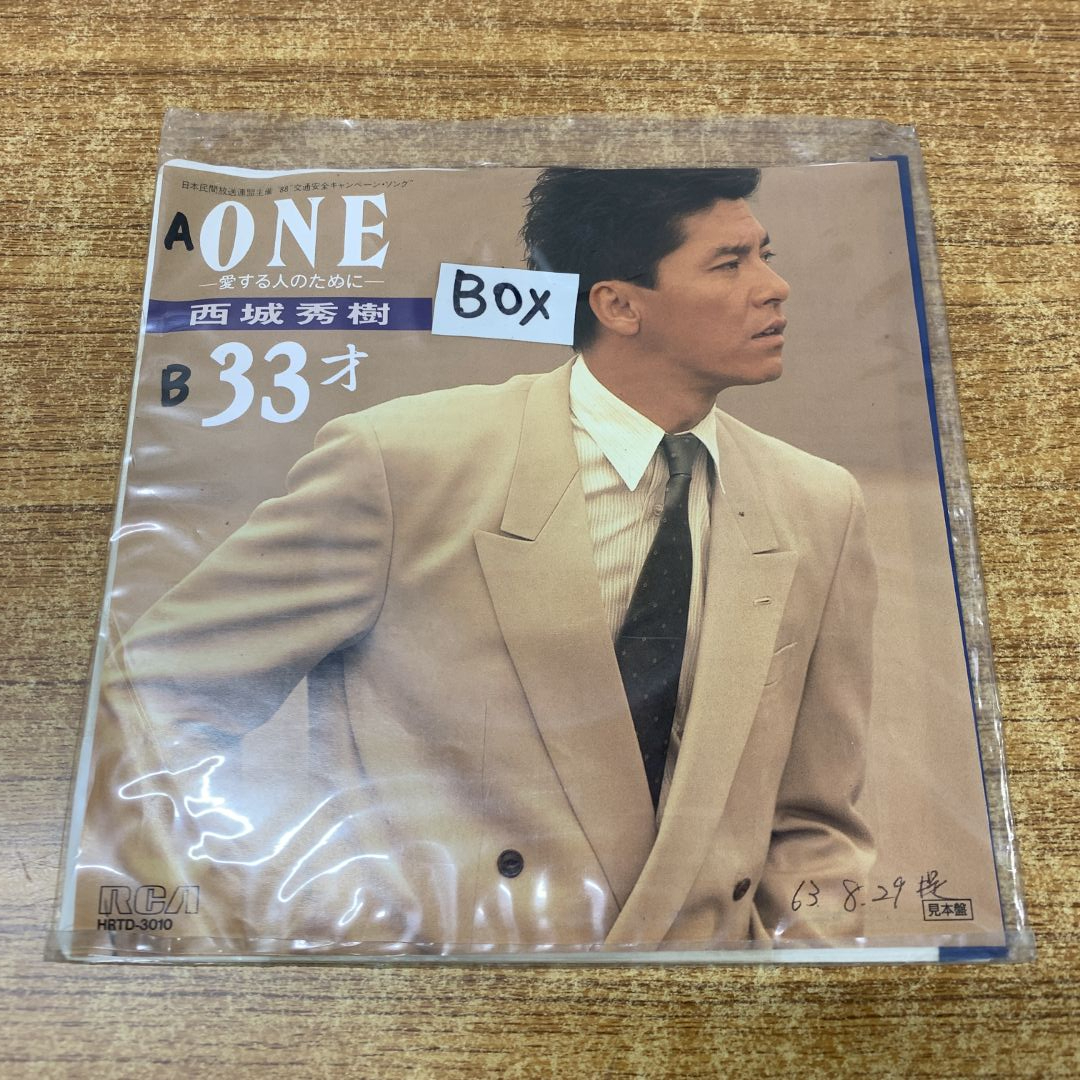 日本民間放送連盟主催 "88"交通安全キャンペーン・ソング
A ONE
—愛する人のために—
西城秀樹
BOX
B 33才
RCA
HRTD-3010
63 8.29 提
見本盤